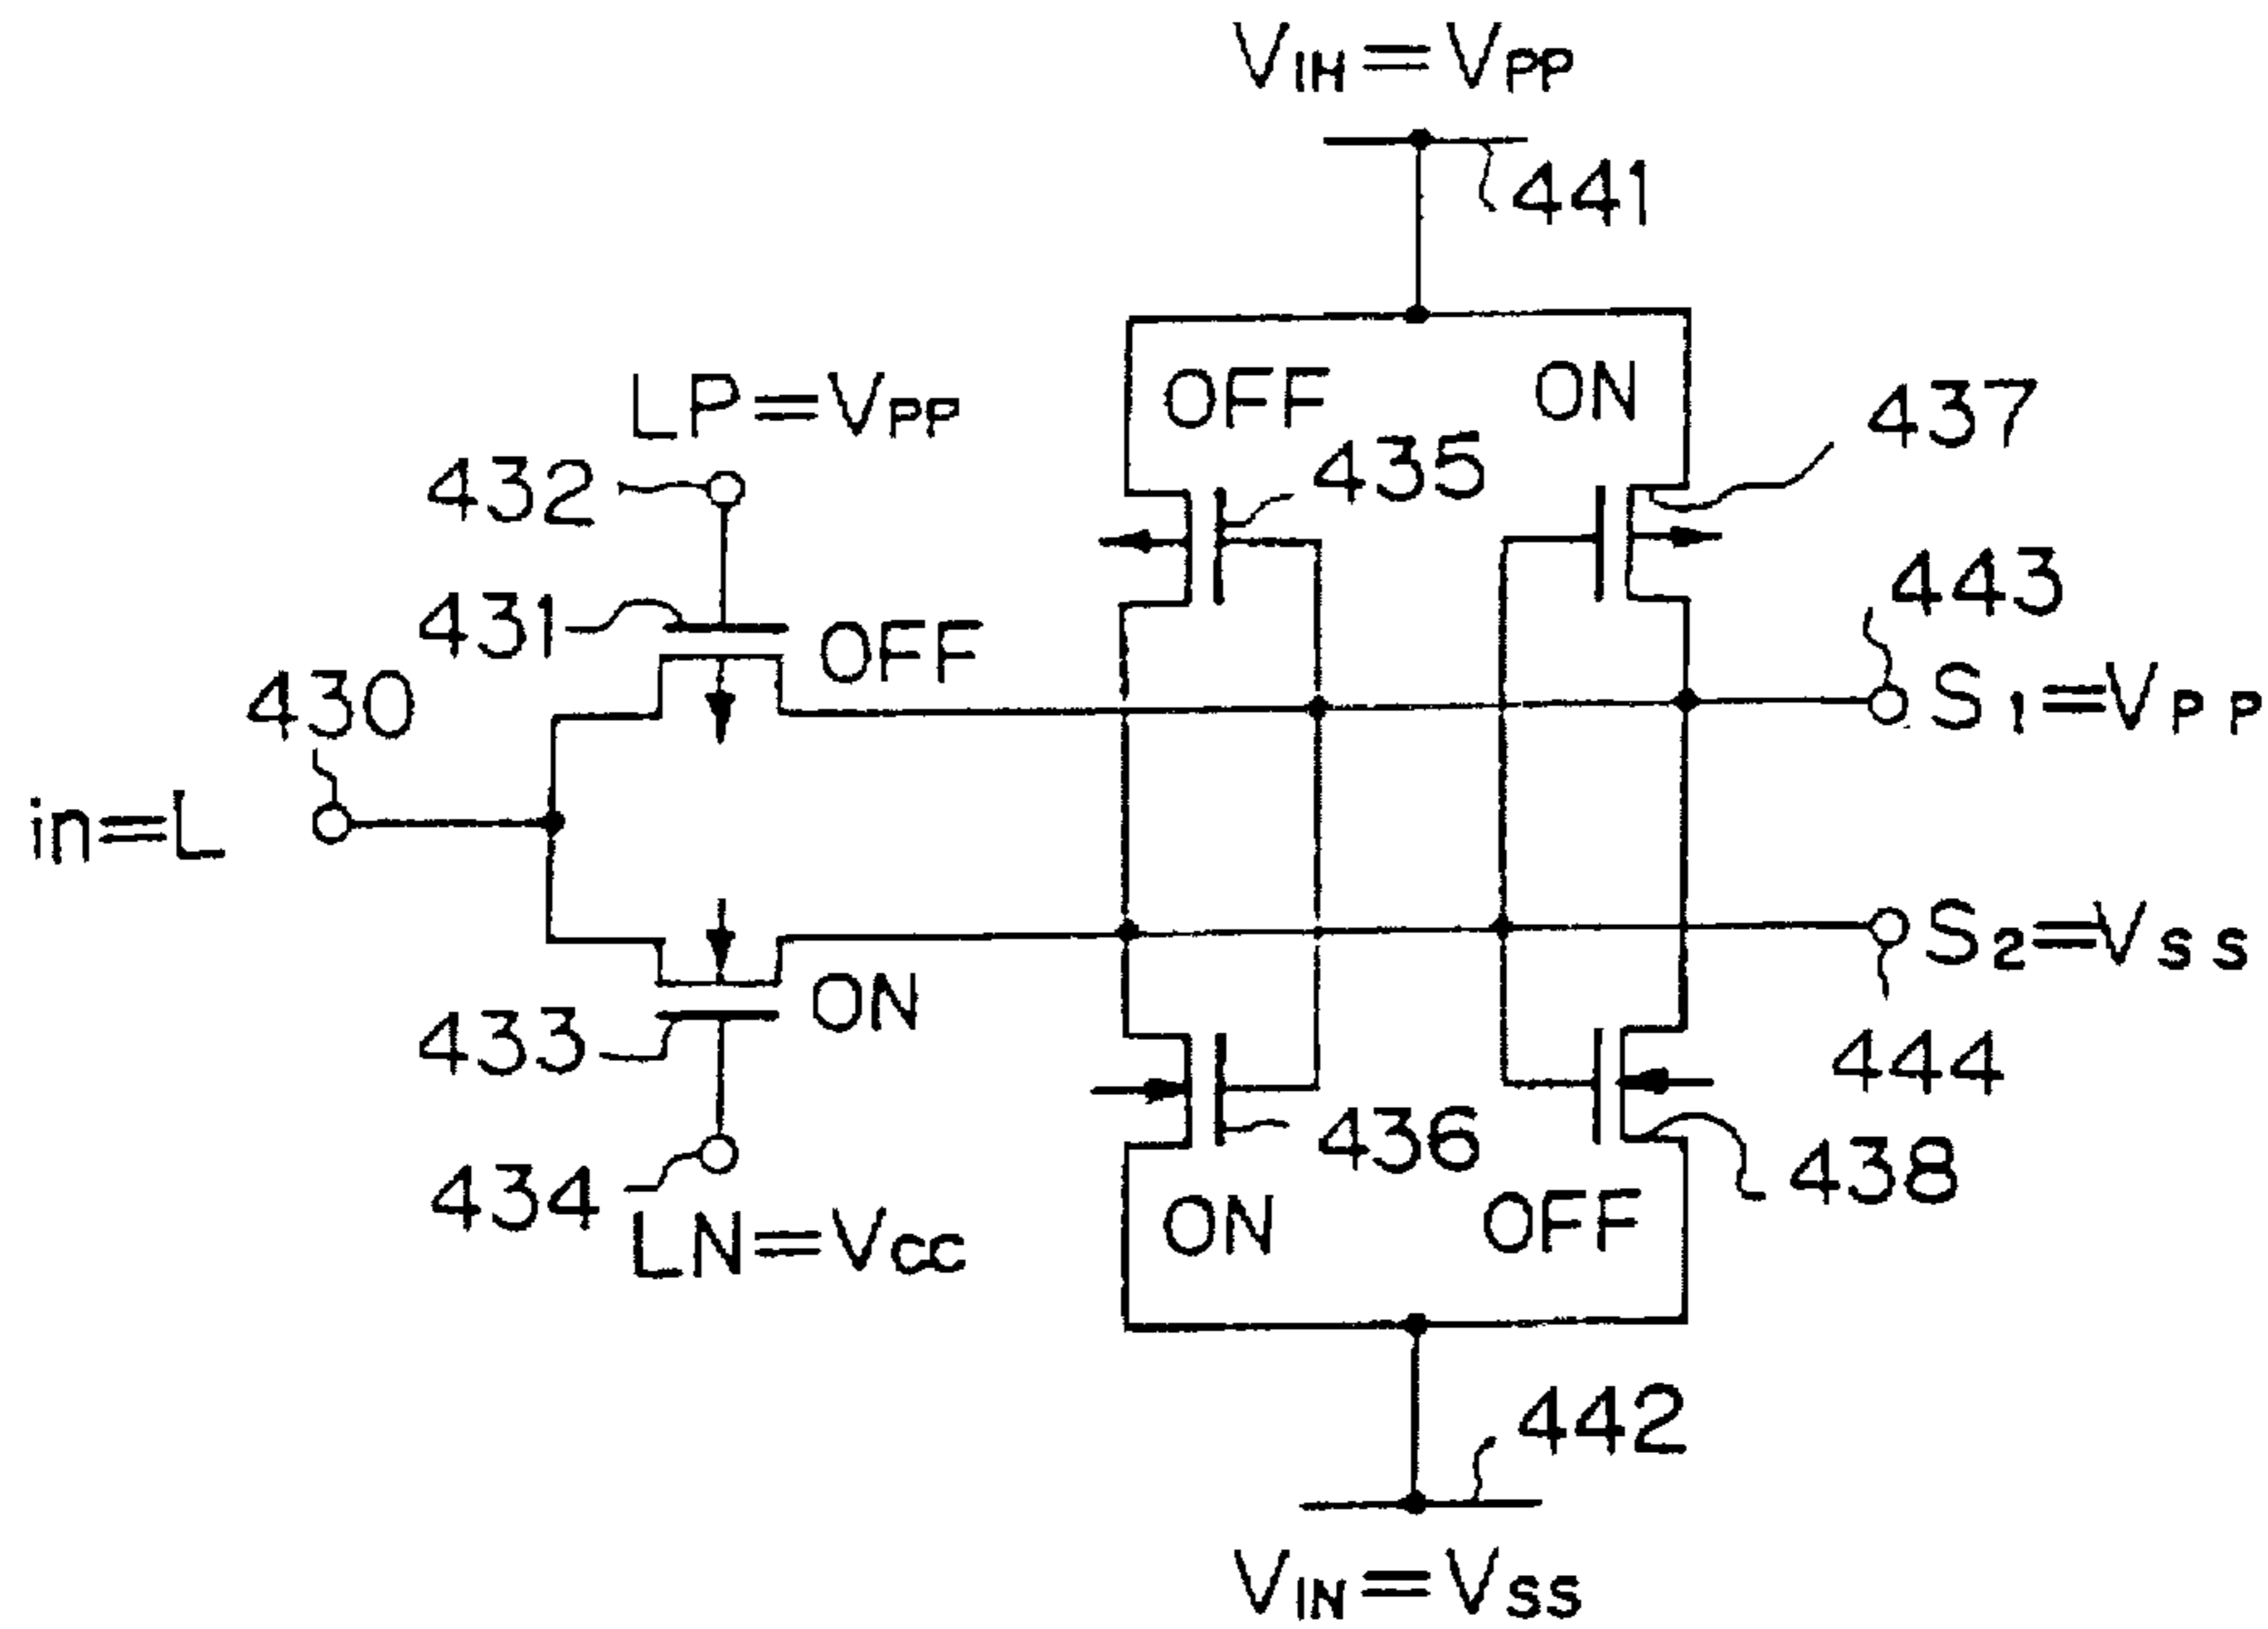 VIH=VPP
441
OFF
ON
437
LP=VPP
435
432
443
431
OFF
430
S1=VPP
in=L
S2=VSS
ON
433
444
436
438
434
ON
OFF
LN=VCC
442
VIN=VSS